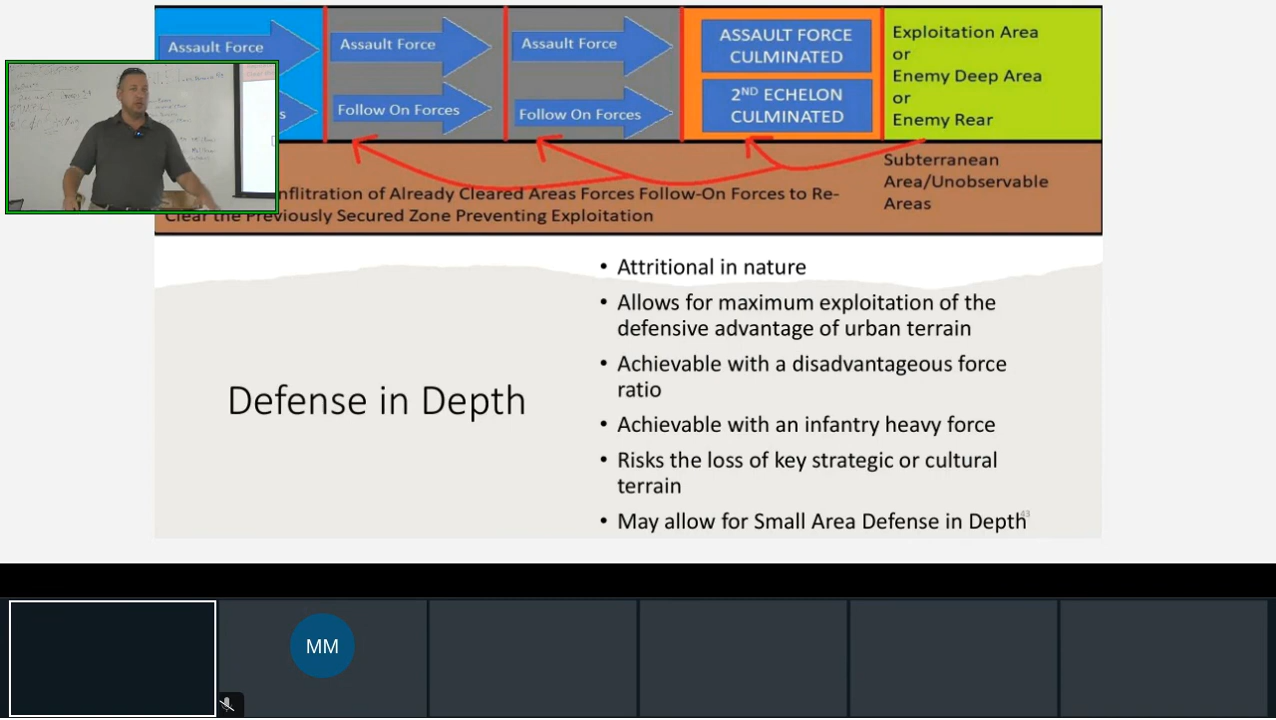 Assault Force
Assault Force
Assault Force
ASSAULT FORCE
CULMINATED
Exploitation Area
or
Enemy Deep Area
or
Enemy Rear
s
Follow On Forces
Follow On Forces
2ND ECHELON
CULMINATED
Subterranean
Area/Unobservable
Areas
nflitration of Already Cleared Areas Forces Follow-On Forces to Re-
Clear the Previously Secured Zone Preventing Exploitation
Defense in Depth
• Attritional in nature
• Allows for maximum exploitation of the
defensive advantage of urban terrain
• Achievable with a disadvantageous force
ratio
• Achievable with an infantry heavy force
• Risks the loss of key strategic or cultural
terrain
• May allow for Small Area Defense in Depth
43
MM